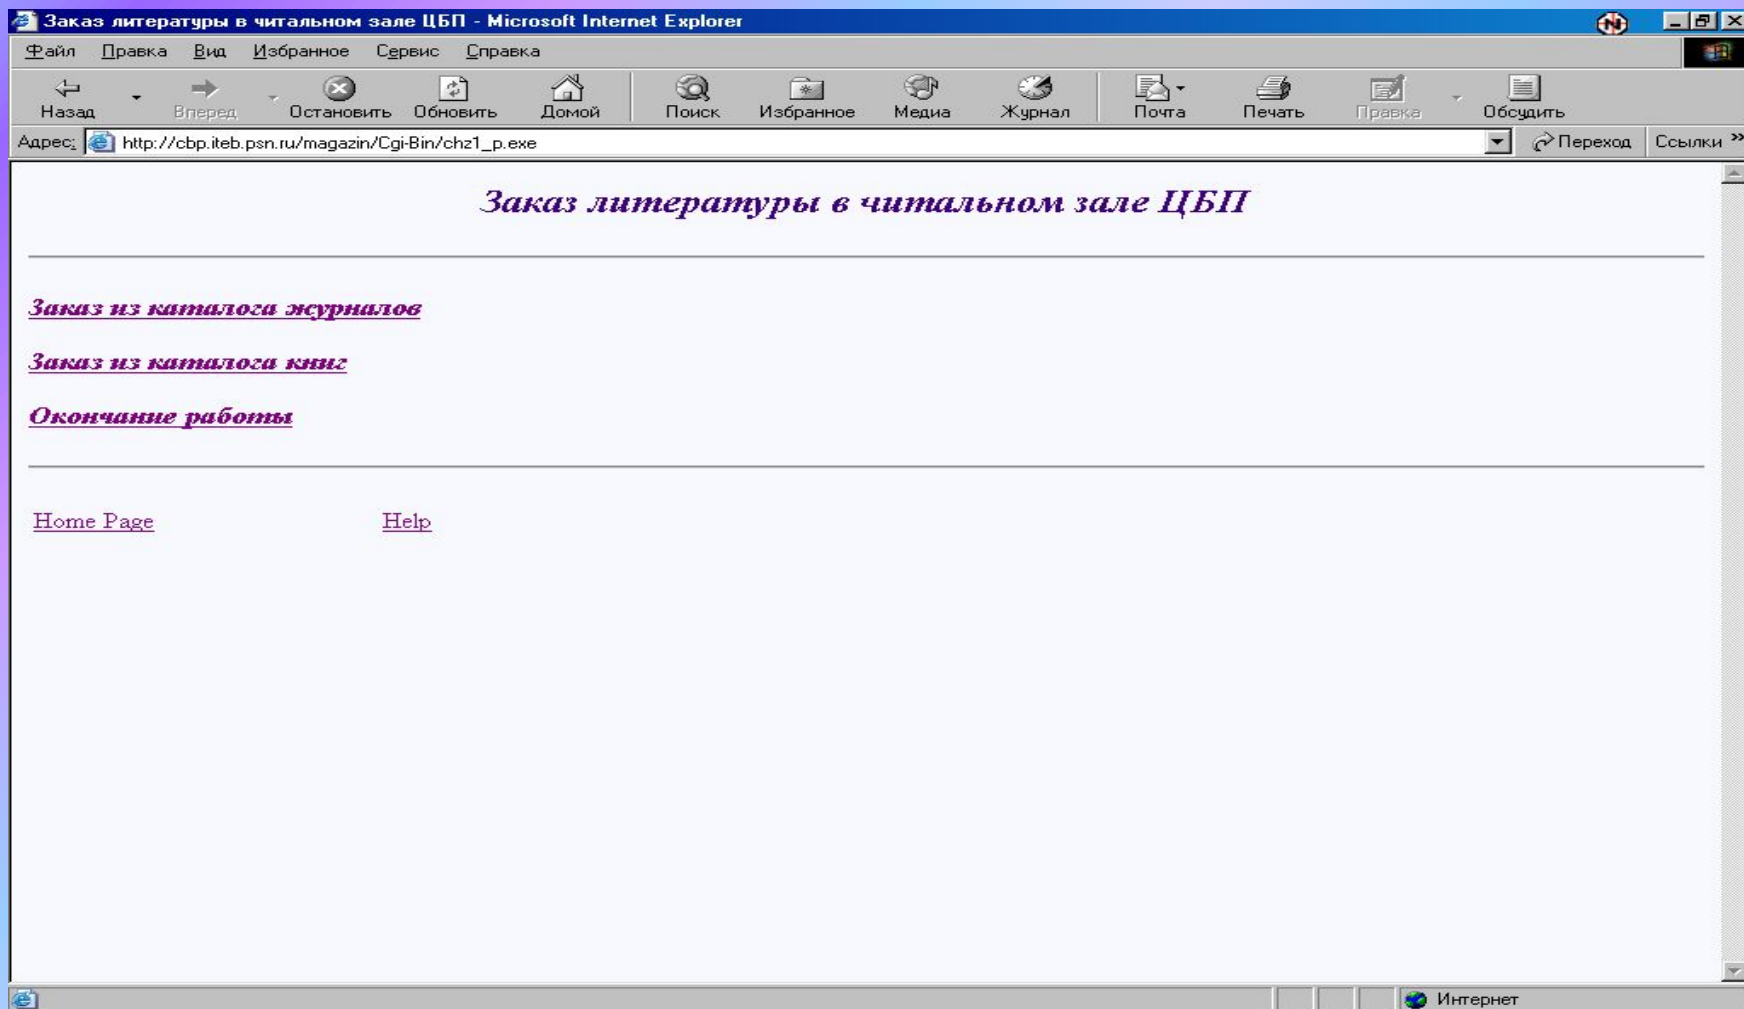 Заказ литературы в читальном зале ЦБП - Microsoft Internet Explorer
Файл Правка Вид Избранное Сервис Справка
Назад Вперед Остановить Обновить Домой Поиск Избранное Медиа Журнал Почта Печать Правка Обсудить
Адрес: http://cbp.iteb.psn.ru/magazin/Cgi-Bin/chz1_p.exe Переход Ссылки »
Заказ литературы в читальном зале ЦБП
Заказ из каталога журналов
Заказ из каталога книг
Окончание работы
Home Page Help
Интернет